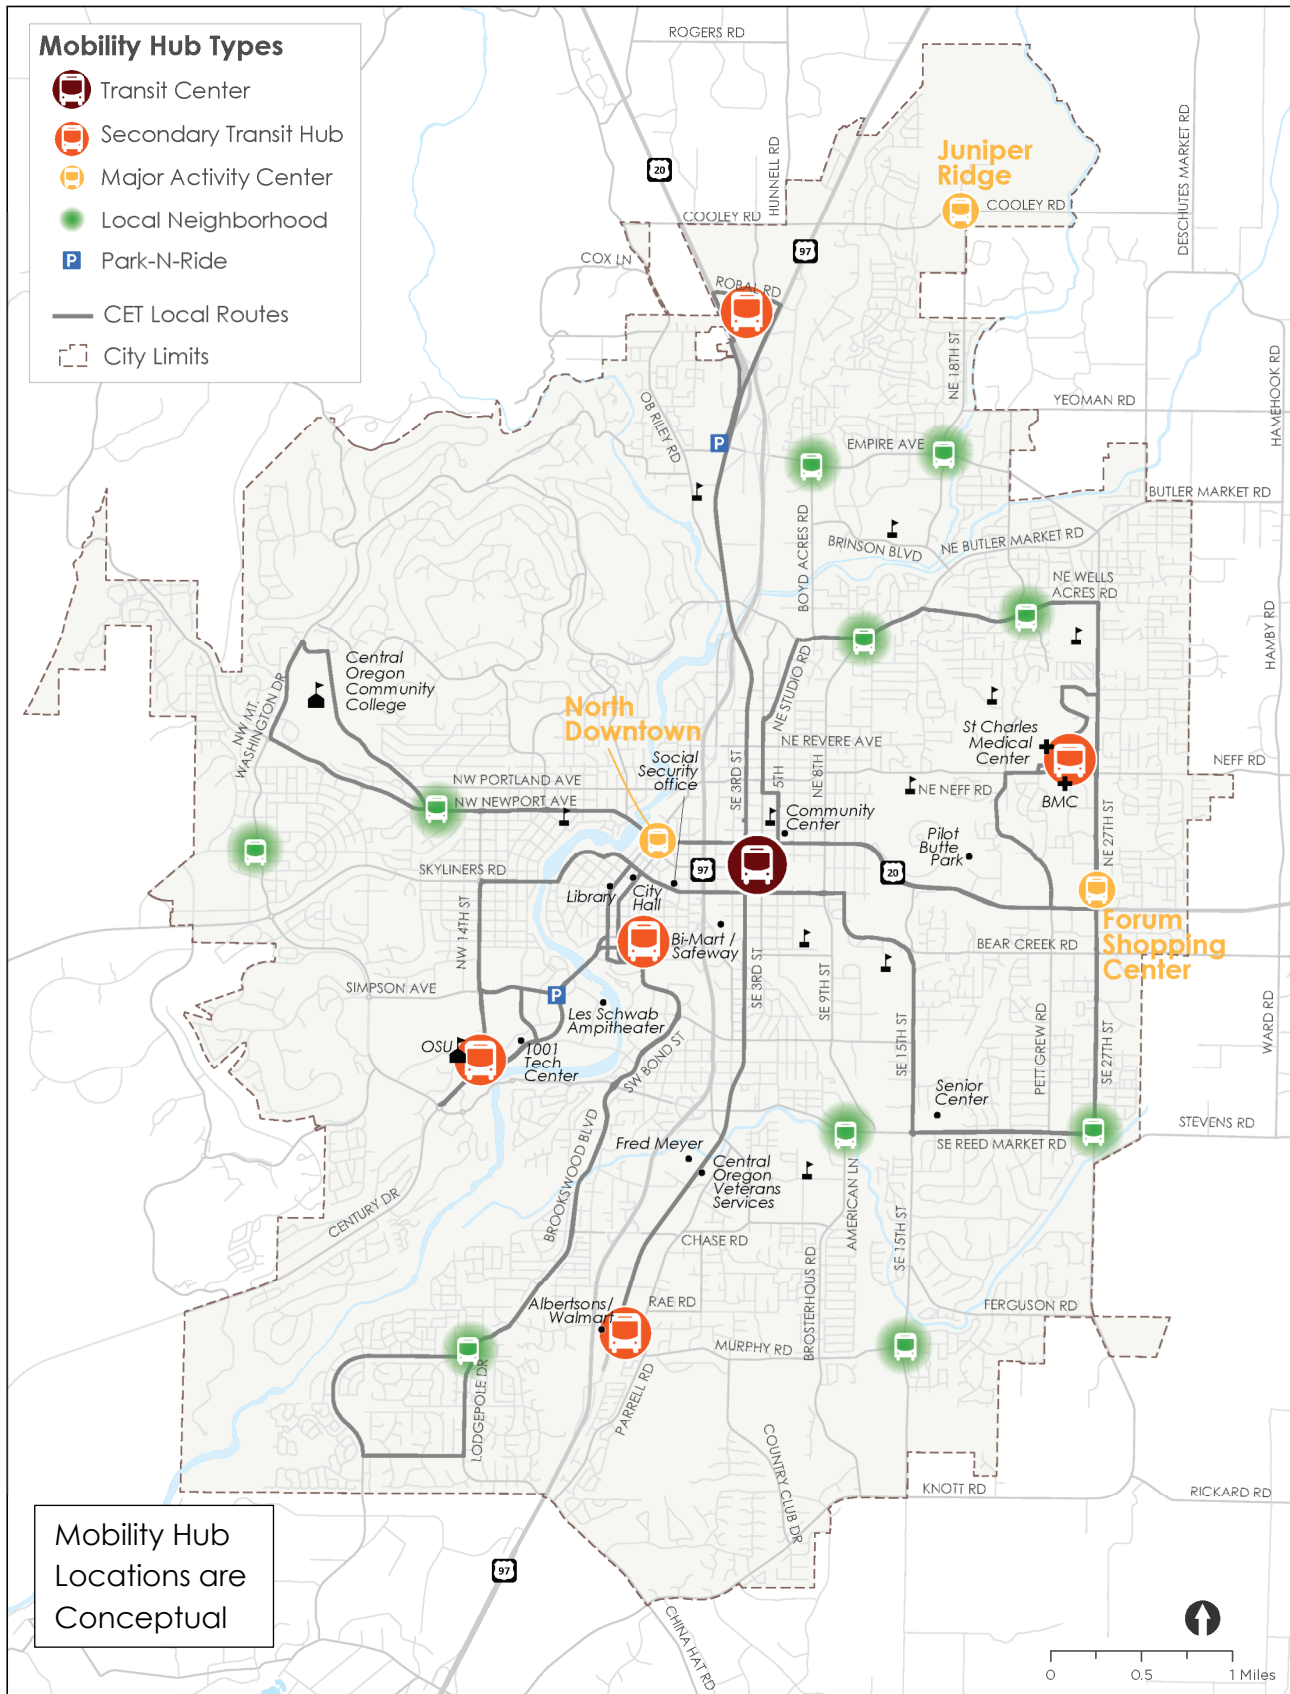 Mobility Hub Types
Transit Center
Secondary Transit Hub
Major Activity Center
Local Neighborhood
P
Park-N-Ride
CET Local Routes
City Limits
ROGERS RD
20
HUNNELL RD
Juniper
Ridge
DESCHUTES MARKET RD
COOLEY RD
COOLEY RD
97
COX LN
ROBAL RD
NE 18TH ST
HAMEHOOK RD
YEOMAN RD
OB RILEY RD
P
EMPIRE AVE
BUTLER MARKET RD
BOYD ACRES RD
BRINSON BLVD
NE BUTLER MARKET RD
NE WELLS
ACRES RD
HAMBY RD
Central
Oregon
Community
College
NW MT.
WASHINGTON DR
NE STUDIO RD
North
Downtown
St Charles
Medical
Center
NE REVERE AVE
Social
Security
office
SE 3RD ST
5TH
NE 8TH
NEFF RD
NW PORTLAND AVE
NW NEWPORT AVE
NE NEFF RD
BMC
Community
Center
Pilot
Butte
Park
NE 27TH ST
SKYLINERS RD
97
20
Library
City
Hall
NW 14TH ST
Bi-Mart /
Safeway
BEAR CREEK RD
Forum
Shopping
Center
SE 3RD ST
SE 9TH ST
SIMPSON AVE
P
Les Schwab
Ampitheater
PETTIGREW RD
WARD RD
OSU
1001
Tech
Center
SW BOND ST
SE 15TH ST
SE 27TH ST
Senior
Center
STEVENS RD
SE REED MARKET RD
Fred Meyer
Central
Oregon
Veterans
Services
BROOKSWOOD BLVD
AMERICAN LN
CENTURY DR
CHASE RD
SE 15TH ST
BROSTERHOUS RD
Albertsons/
Walmart
RAE RD
FERGUSON RD
MURPHY RD
LODGEPOLE DR
PARRELL RD
COUNTRY CLUB DR
KNOTT RD
RICKARD RD
Mobility Hub
Locations are
Conceptual
97
CHINA HAT RD
0
0.5
1 Miles